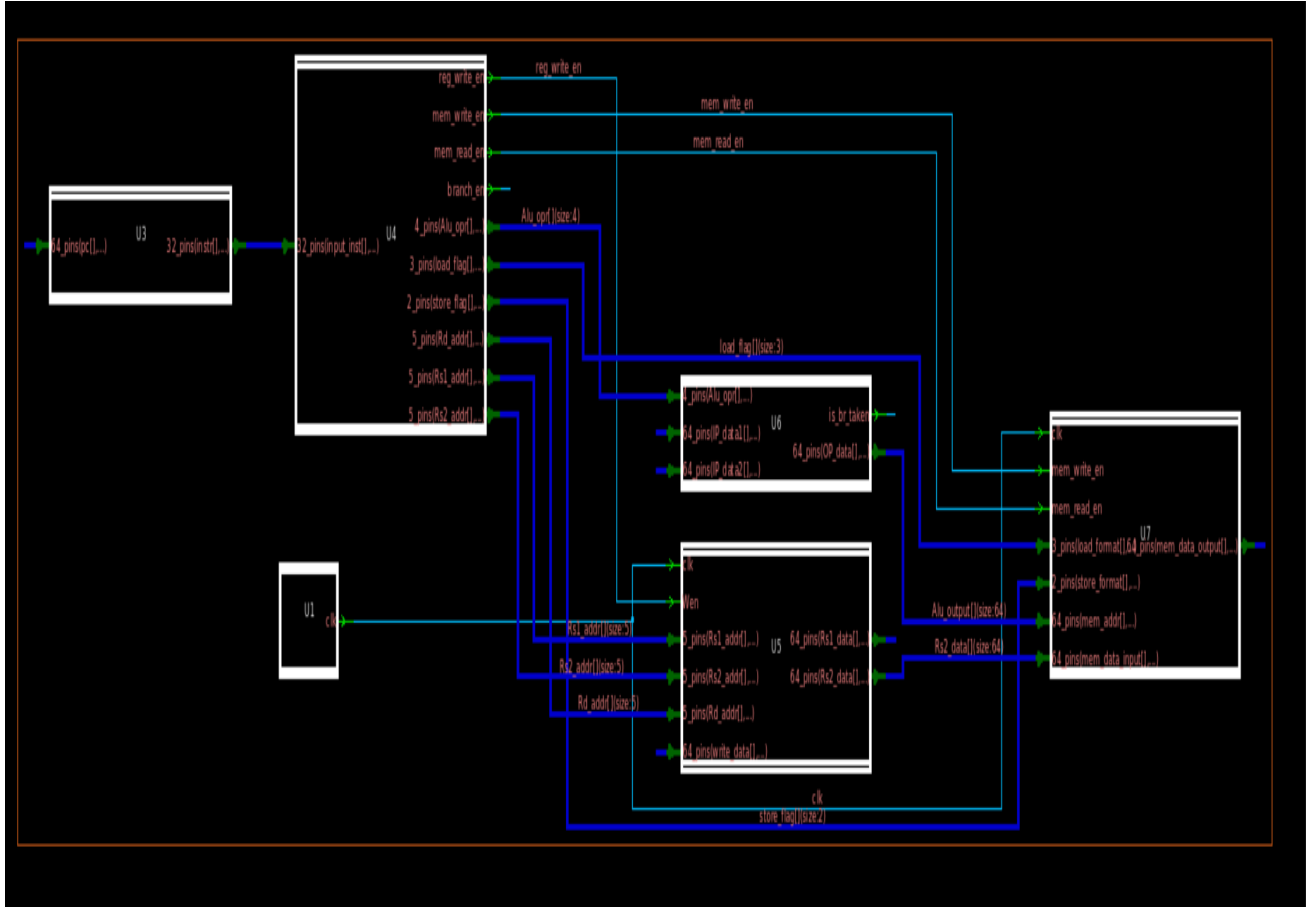 reg_write_en
reg_write_en
mem_write_en
mem_write_en
mem_read_en
mem_read_en
branch_en
U3
64_pins(pc[],...)
32_pins(instr[],...)
U4
32_pins(input_inst[],...)
4_pins(Alu_opr[],...)
Alu_opr[](size:4)
3_pins(load_flag[],...
2_pins(store_flag[],...
5_pins(Rd_addr[],...
5_pins(Rs1_addr[],...
5_pins(Rs2_addr[],...
load_flag[](size:3)
4_pins(Alu_opr[],...)
U6
is_br_taken
64_pins(IP_data1[],...)
64_pins(OP_data[],...
64_pins(IP_data2[],...)
clk
mem_write_en
mem_read_en
U7
3_pins(load_format[],
64_pins(mem_data_output[],...
2_pins(store_format[],...)
Alu_output[](size:64)
64_pins(mem_addr[],...)
Rs2_data[](size:64)
64_pins(mem_data_input[],...)
U1
clk
clk
Wen
Rs1_addr[](size:5)
5_pins(Rs1_addr[],...)
64_pins(Rs1_data[],...
U5
Rs2_addr[](size:5)
5_pins(Rs2_addr[],...)
64_pins(Rs2_data[],...
Rd_addr[](size:5)
5_pins(Rd_addr[],...)
64_pins(write_data[],...)
clk
store_flag[](size:2)